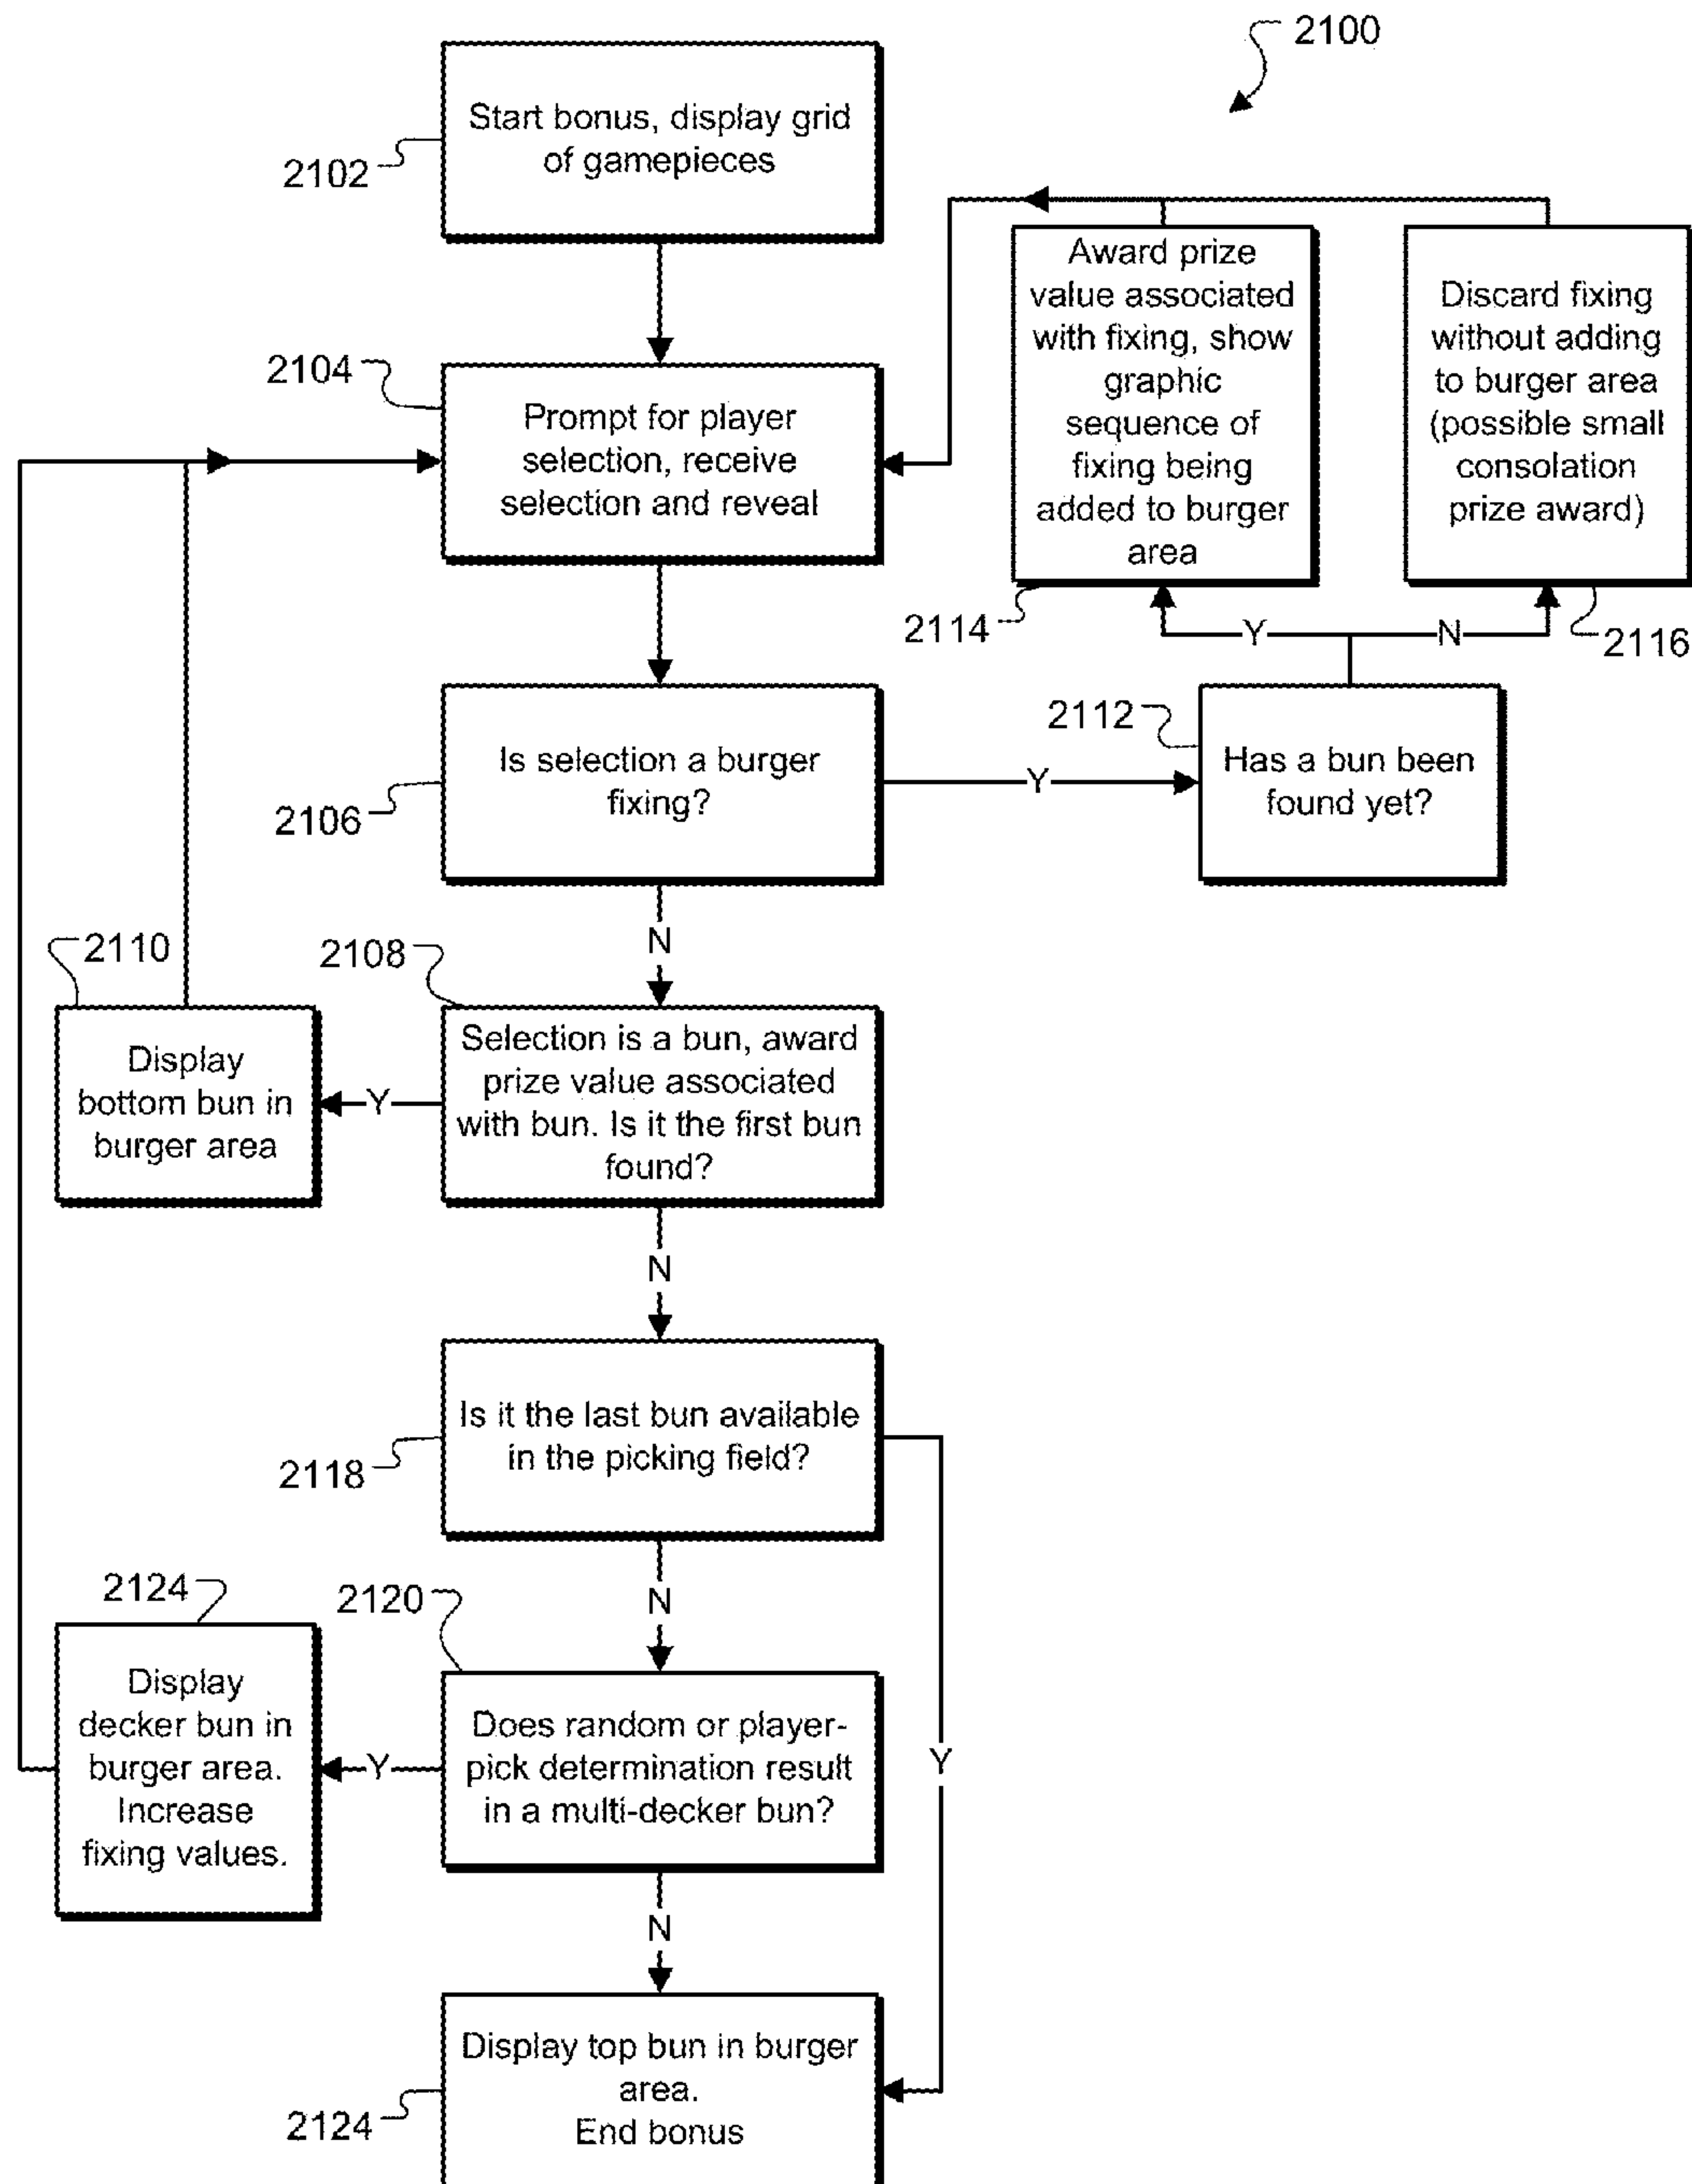 2100
Start bonus, display grid
of gamepieces
2102
2104
Prompt for player
selection, receive
selection and reveal
Award prize
value associated
with fixing, show
graphic
sequence of
fixing being
added to burger
area
2114
Discard fixing
without adding
to burger area
(possible small
consolation
prize award)
2116
Y
N
2106
Is selection a burger
fixing?
Y
2112
Has a bun been
found yet?
N
2110
Display
bottom bun in
burger area
Y
2108
Selection is a bun, award
prize value associated
with bun. Is it the first bun
found?
N
2118
Is it the last bun available
in the picking field?
N
Y
2124
Display
decker bun in
burger area.
Increase
fixing values.
Y
2120
Does random or player-
pick determination result
in a multi-decker bun?
N
2124
Display top bun in burger
area.
End bonus